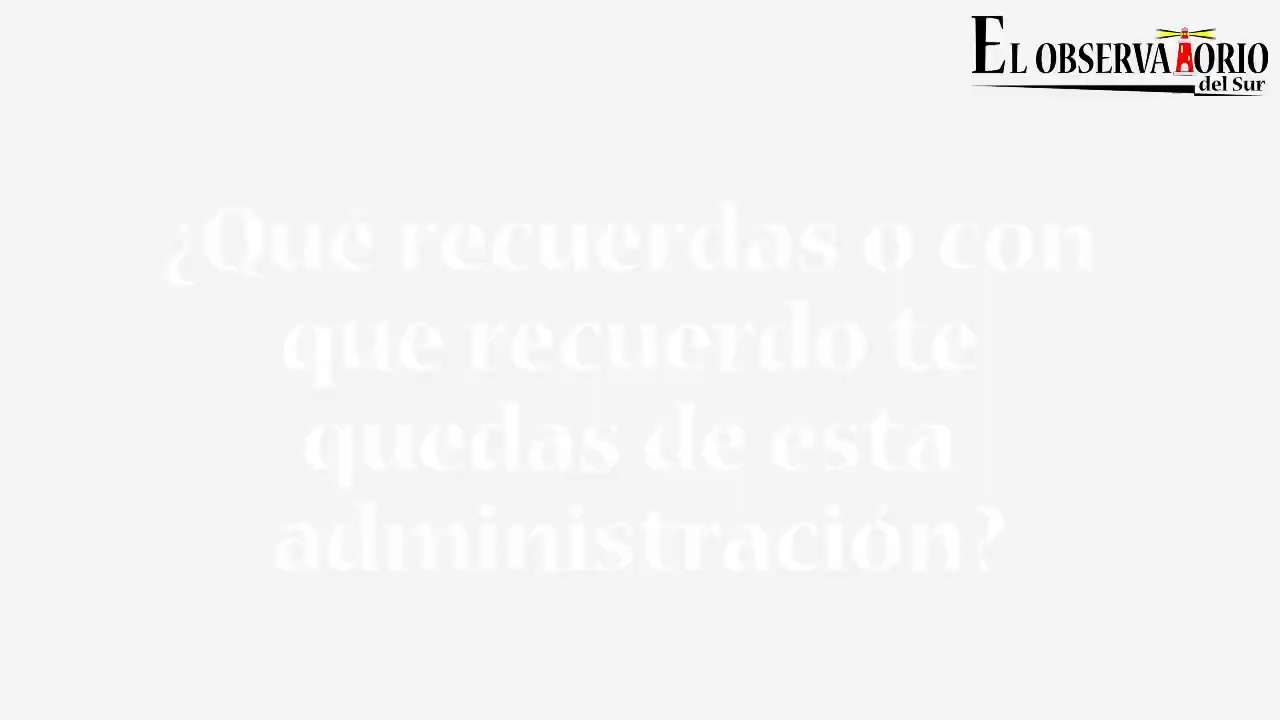 EL OBSERVATORIO
del Sur
¿Qué recuerdas o con
que recuerdo te
quedas de esta
administración?